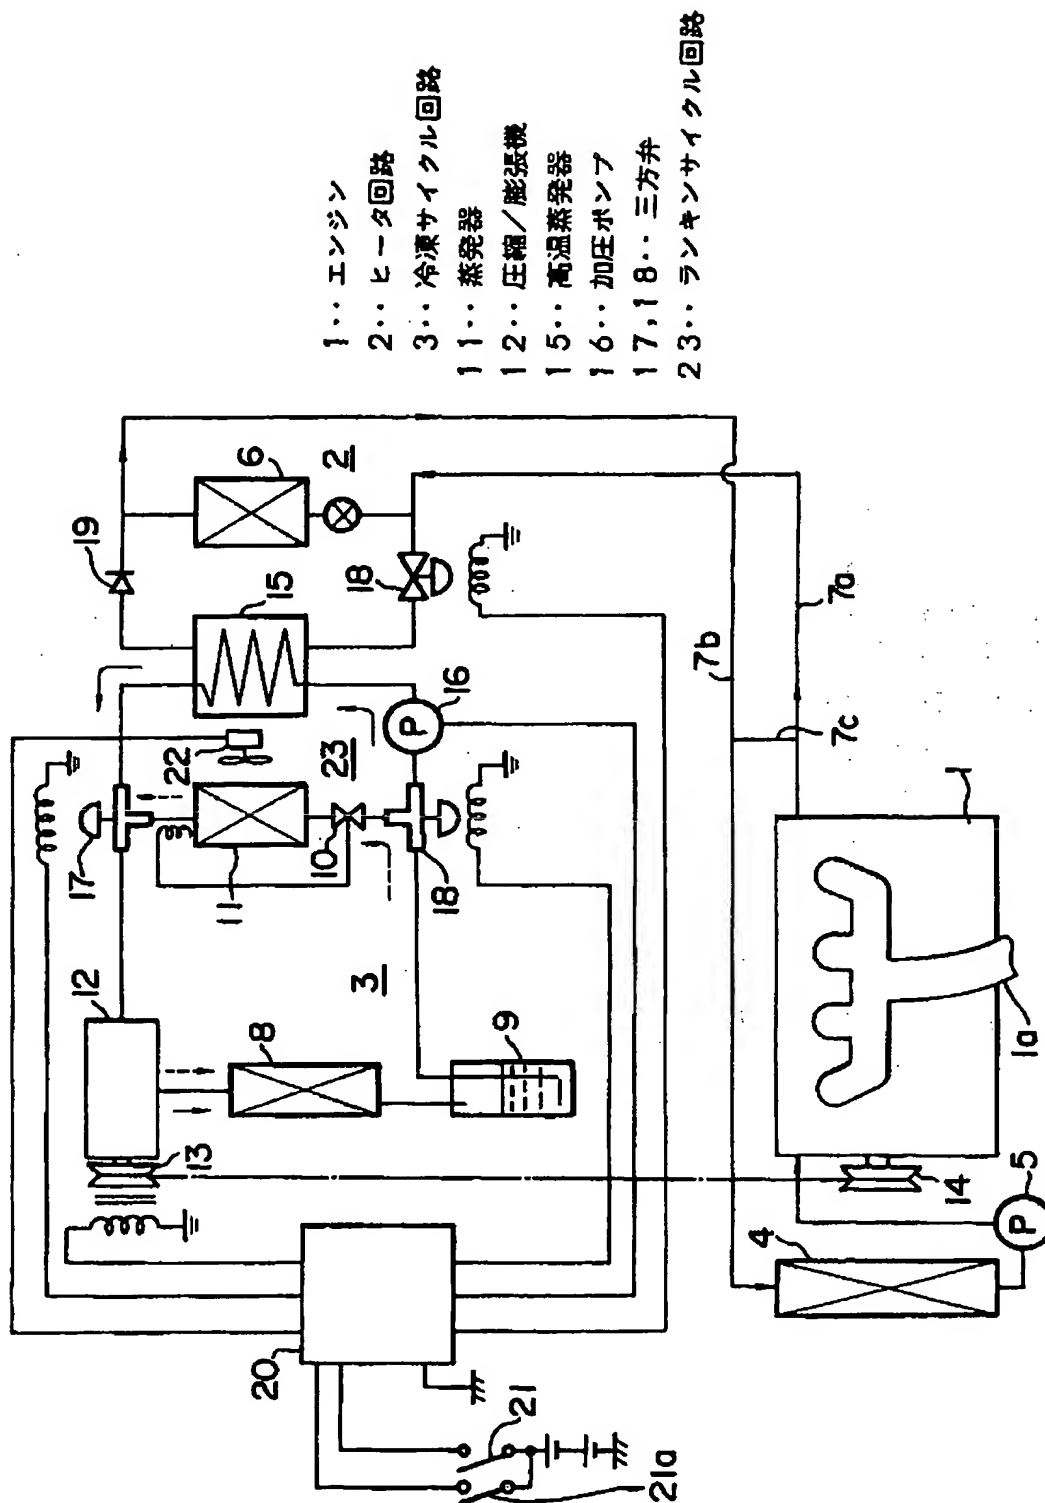 1‥エンジン
2‥ヒータ回路
3‥冷凍サイクル回路
11‥蒸発器
12‥圧縮／膨張機
15‥高温蒸発器
16‥加圧ポンプ
17,18‥三方弁
23‥ランキンサイクル回路
19
6
2
15
18
22
16
P
23
17
11
10
18
7a
7b
7c
12
13
8
3
9
1
1a
14
5
P
4
20
21
21a